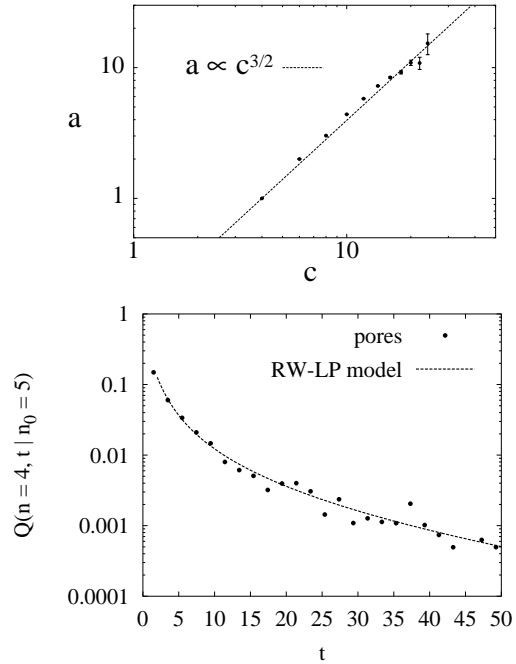 a
10
1
a ∝ c^{3/2}
1
10
c
Q(n = 4, t | n₀ = 5)
1
0.1
0.01
0.001
0.0001
pores
RW-LP model
0 5 10 15 20 25 30 35 40 45 50
t